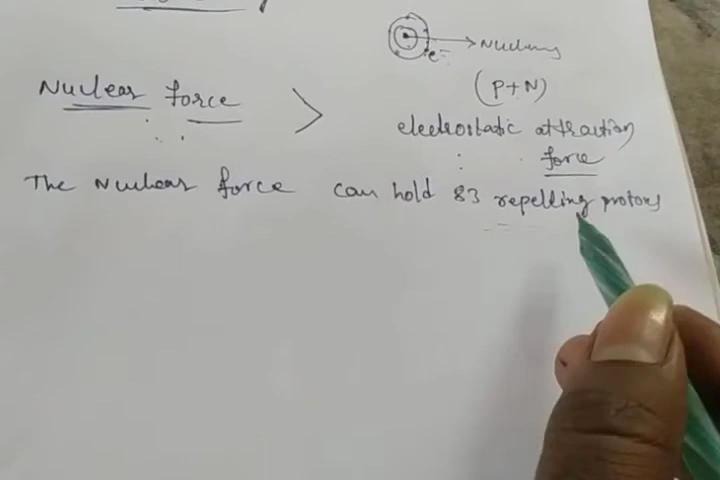 → Nucleus
e⁻
(P+N)
Nuclear force > electrostatic attraction
force
The Nuclear force can hold 83 repelling protons